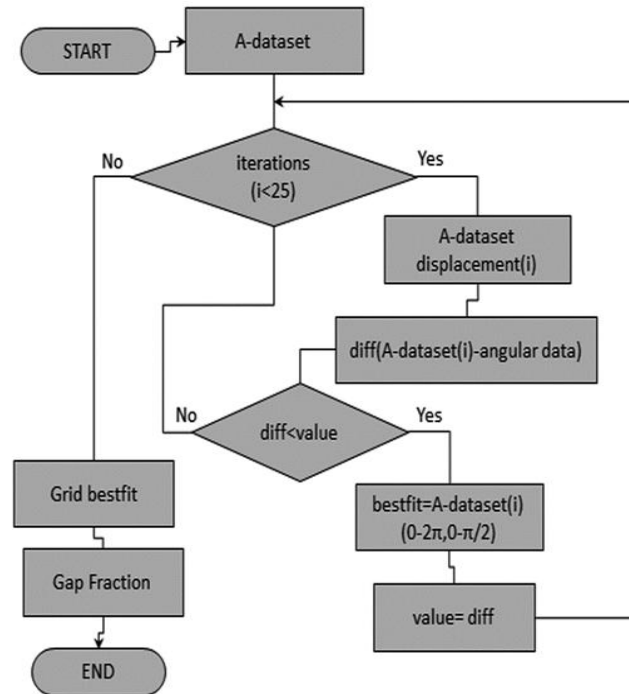 START
A-dataset
No
Yes
iterations
(i<25)
A-dataset
displacement(i)
diff(A-dataset(i)-angular data)
No
Yes
diff<value
Grid bestfit
bestfit=A-dataset(i)
(0-2π,0-π/2)
Gap Fraction
value= diff
END